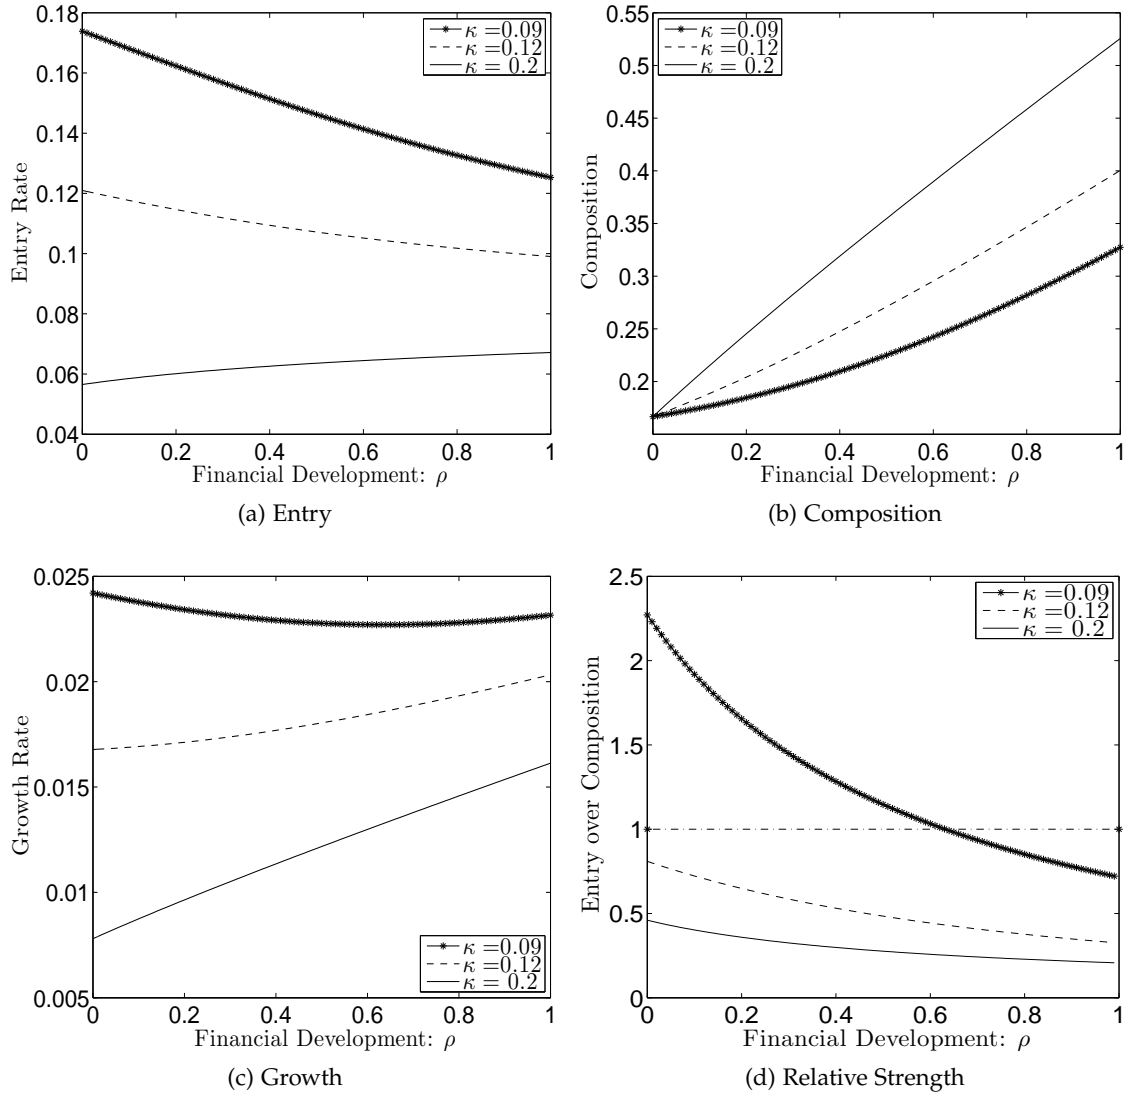 0.18
0.16
0.14
0.12
0.1
0.08
0.06
0.04
0 0.2 0.4 0.6 0.8 1
Entry Rate
Financial Development: ρ
κ =0.09
κ =0.12
κ = 0.2
(a) Entry
0.55
0.5
0.45
0.4
0.35
0.3
0.25
0.2
0 0.2 0.4 0.6 0.8 1
Composition
Financial Development: ρ
κ =0.09
κ =0.12
κ = 0.2
(b) Composition
0.025
0.02
0.015
0.01
0.005
0 0.2 0.4 0.6 0.8 1
Growth Rate
Financial Development: ρ
κ =0.09
κ =0.12
κ = 0.2
(c) Growth
2.5
2
1.5
1
0.5
0
0 0.2 0.4 0.6 0.8 1
Entry over Composition
Financial Development: ρ
κ =0.09
κ =0.12
κ = 0.2
(d) Relative Strength